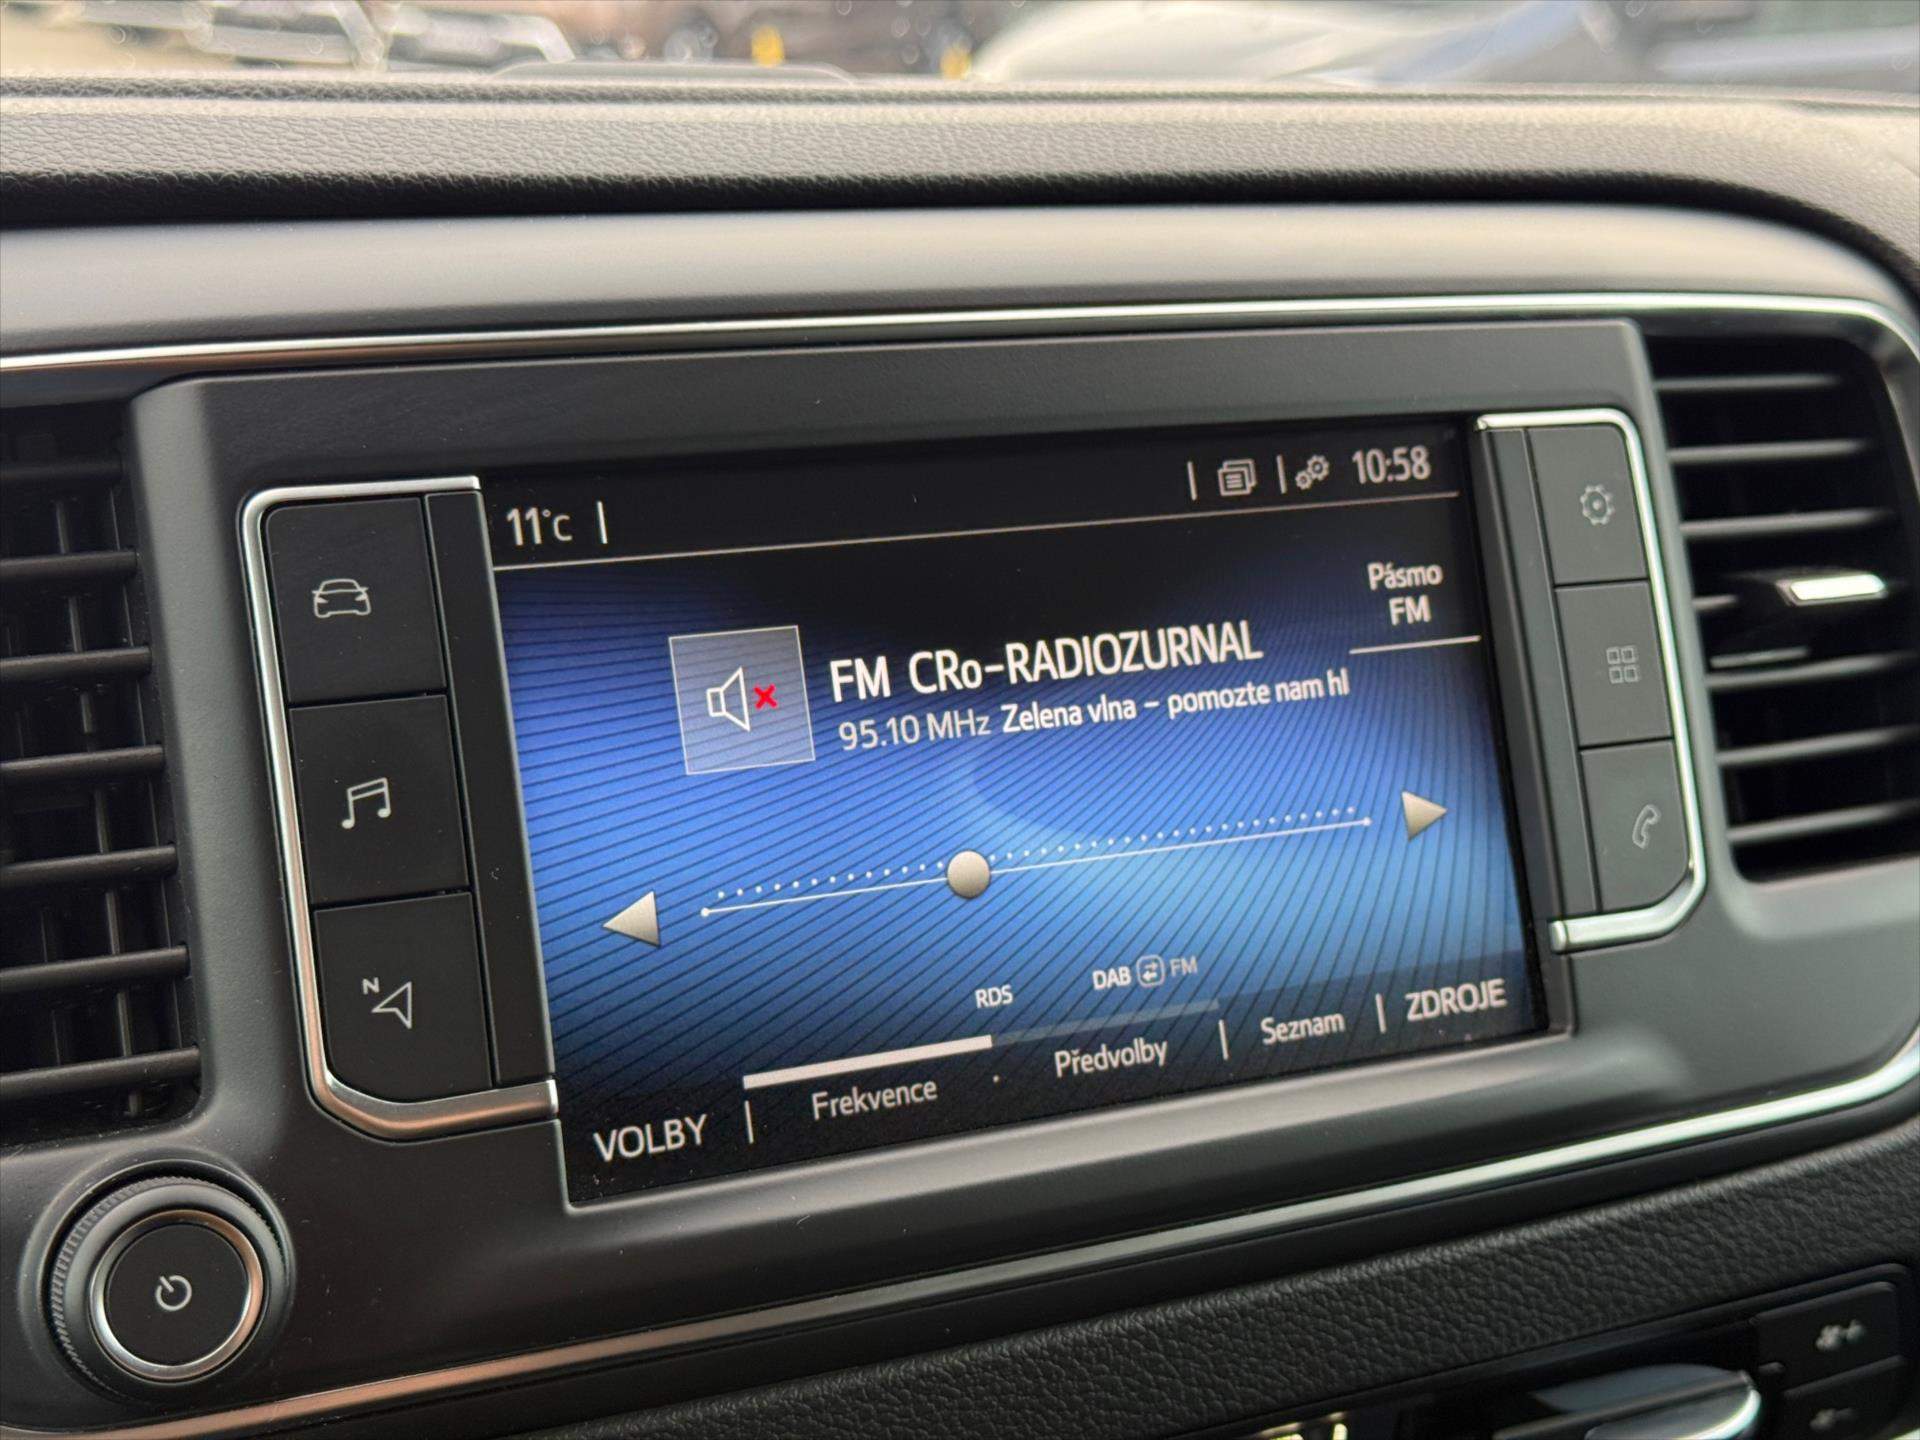 11°C
10:58
Pásmo
FM
FM CRo-RADIOZURNAL
95.10 MHz Zelena vlna - pomozte nam hl
RDS
DAB FM
VOLBY
Frekvence
Předvolby
Seznam
ZDROJE
N